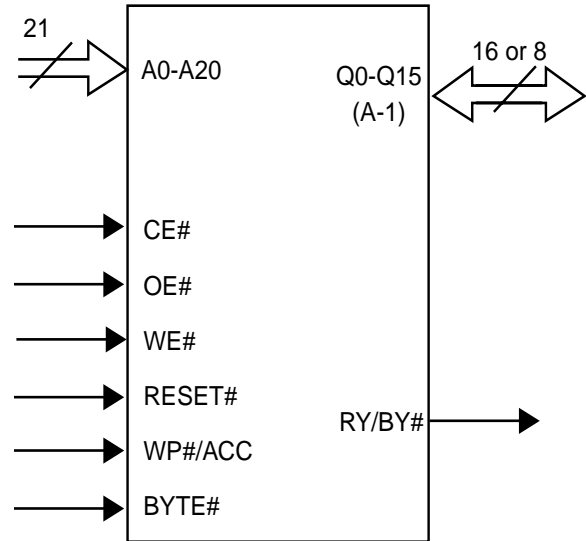 21
A0-A20
Q0-Q15
(A-1)
16 or 8
CE#
OE#
WE#
RESET#
WP#/ACC
BYTE#
RY/BY#